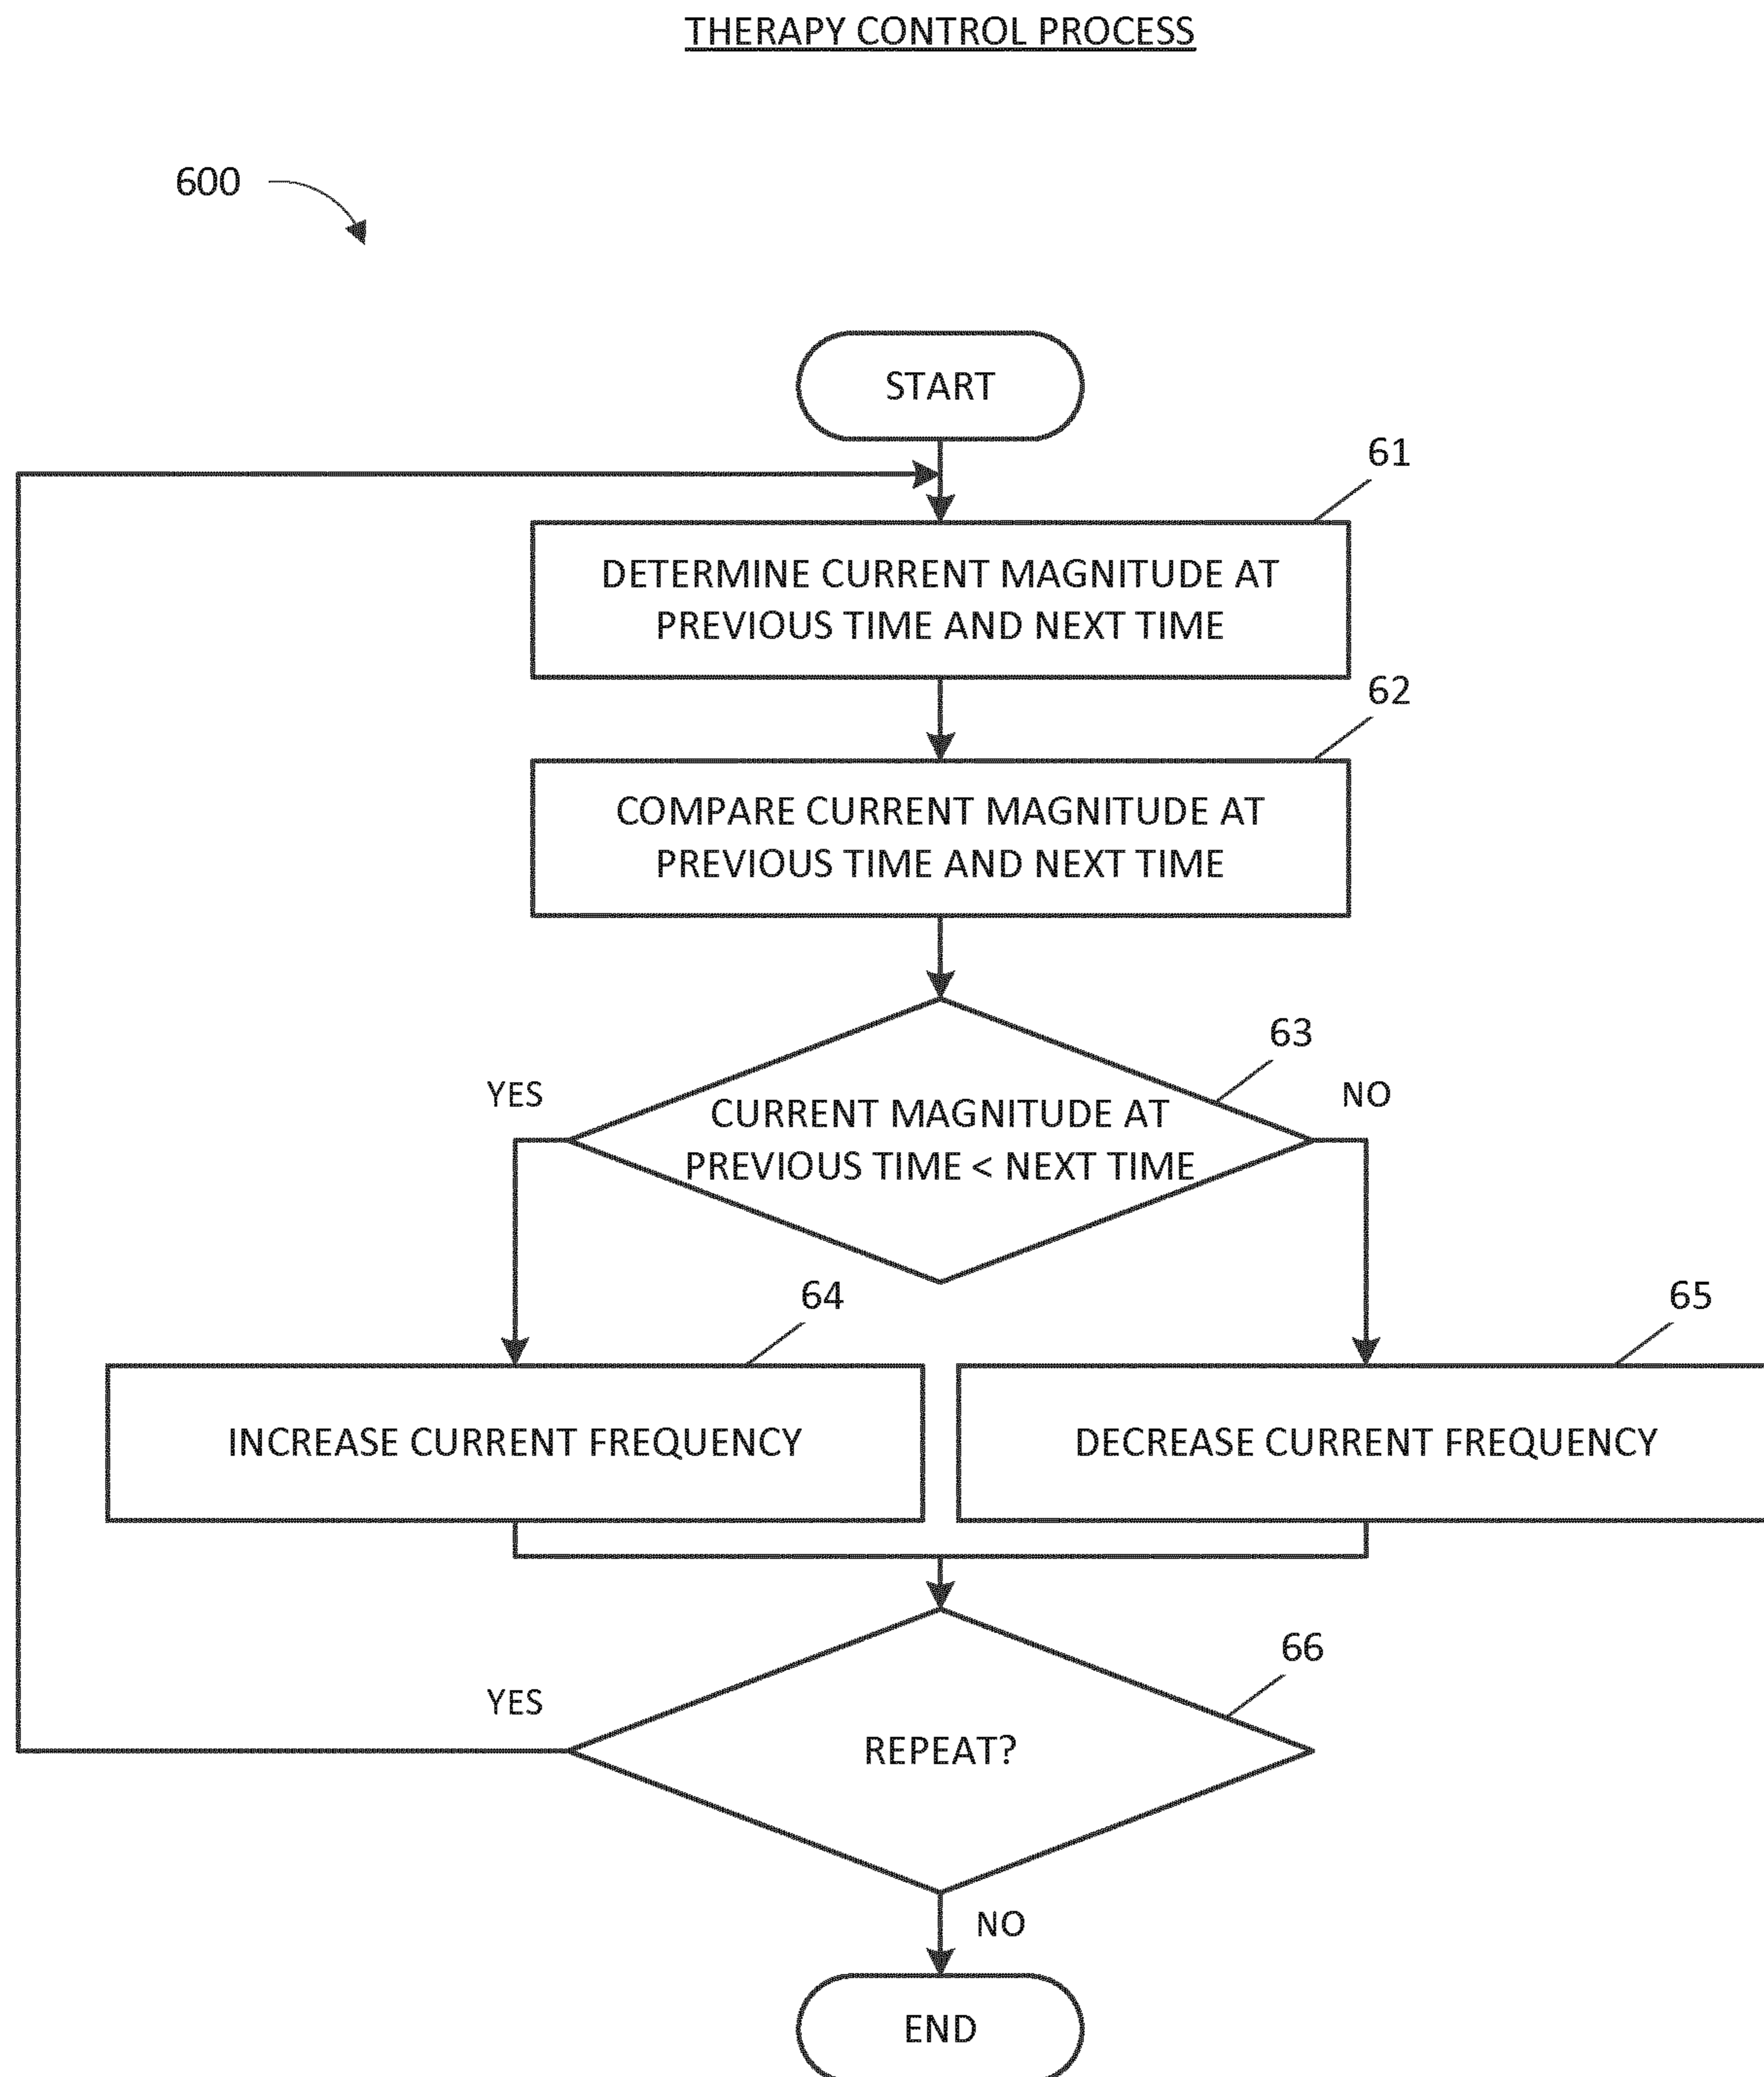 THERAPY CONTROL PROCESS
600
START
61
DETERMINE CURRENT MAGNITUDE AT
PREVIOUS TIME AND NEXT TIME
62
COMPARE CURRENT MAGNITUDE AT
PREVIOUS TIME AND NEXT TIME
63
YES
NO
CURRENT MAGNITUDE AT
PREVIOUS TIME < NEXT TIME
64
65
INCREASE CURRENT FREQUENCY
DECREASE CURRENT FREQUENCY
66
YES
REPEAT?
NO
END